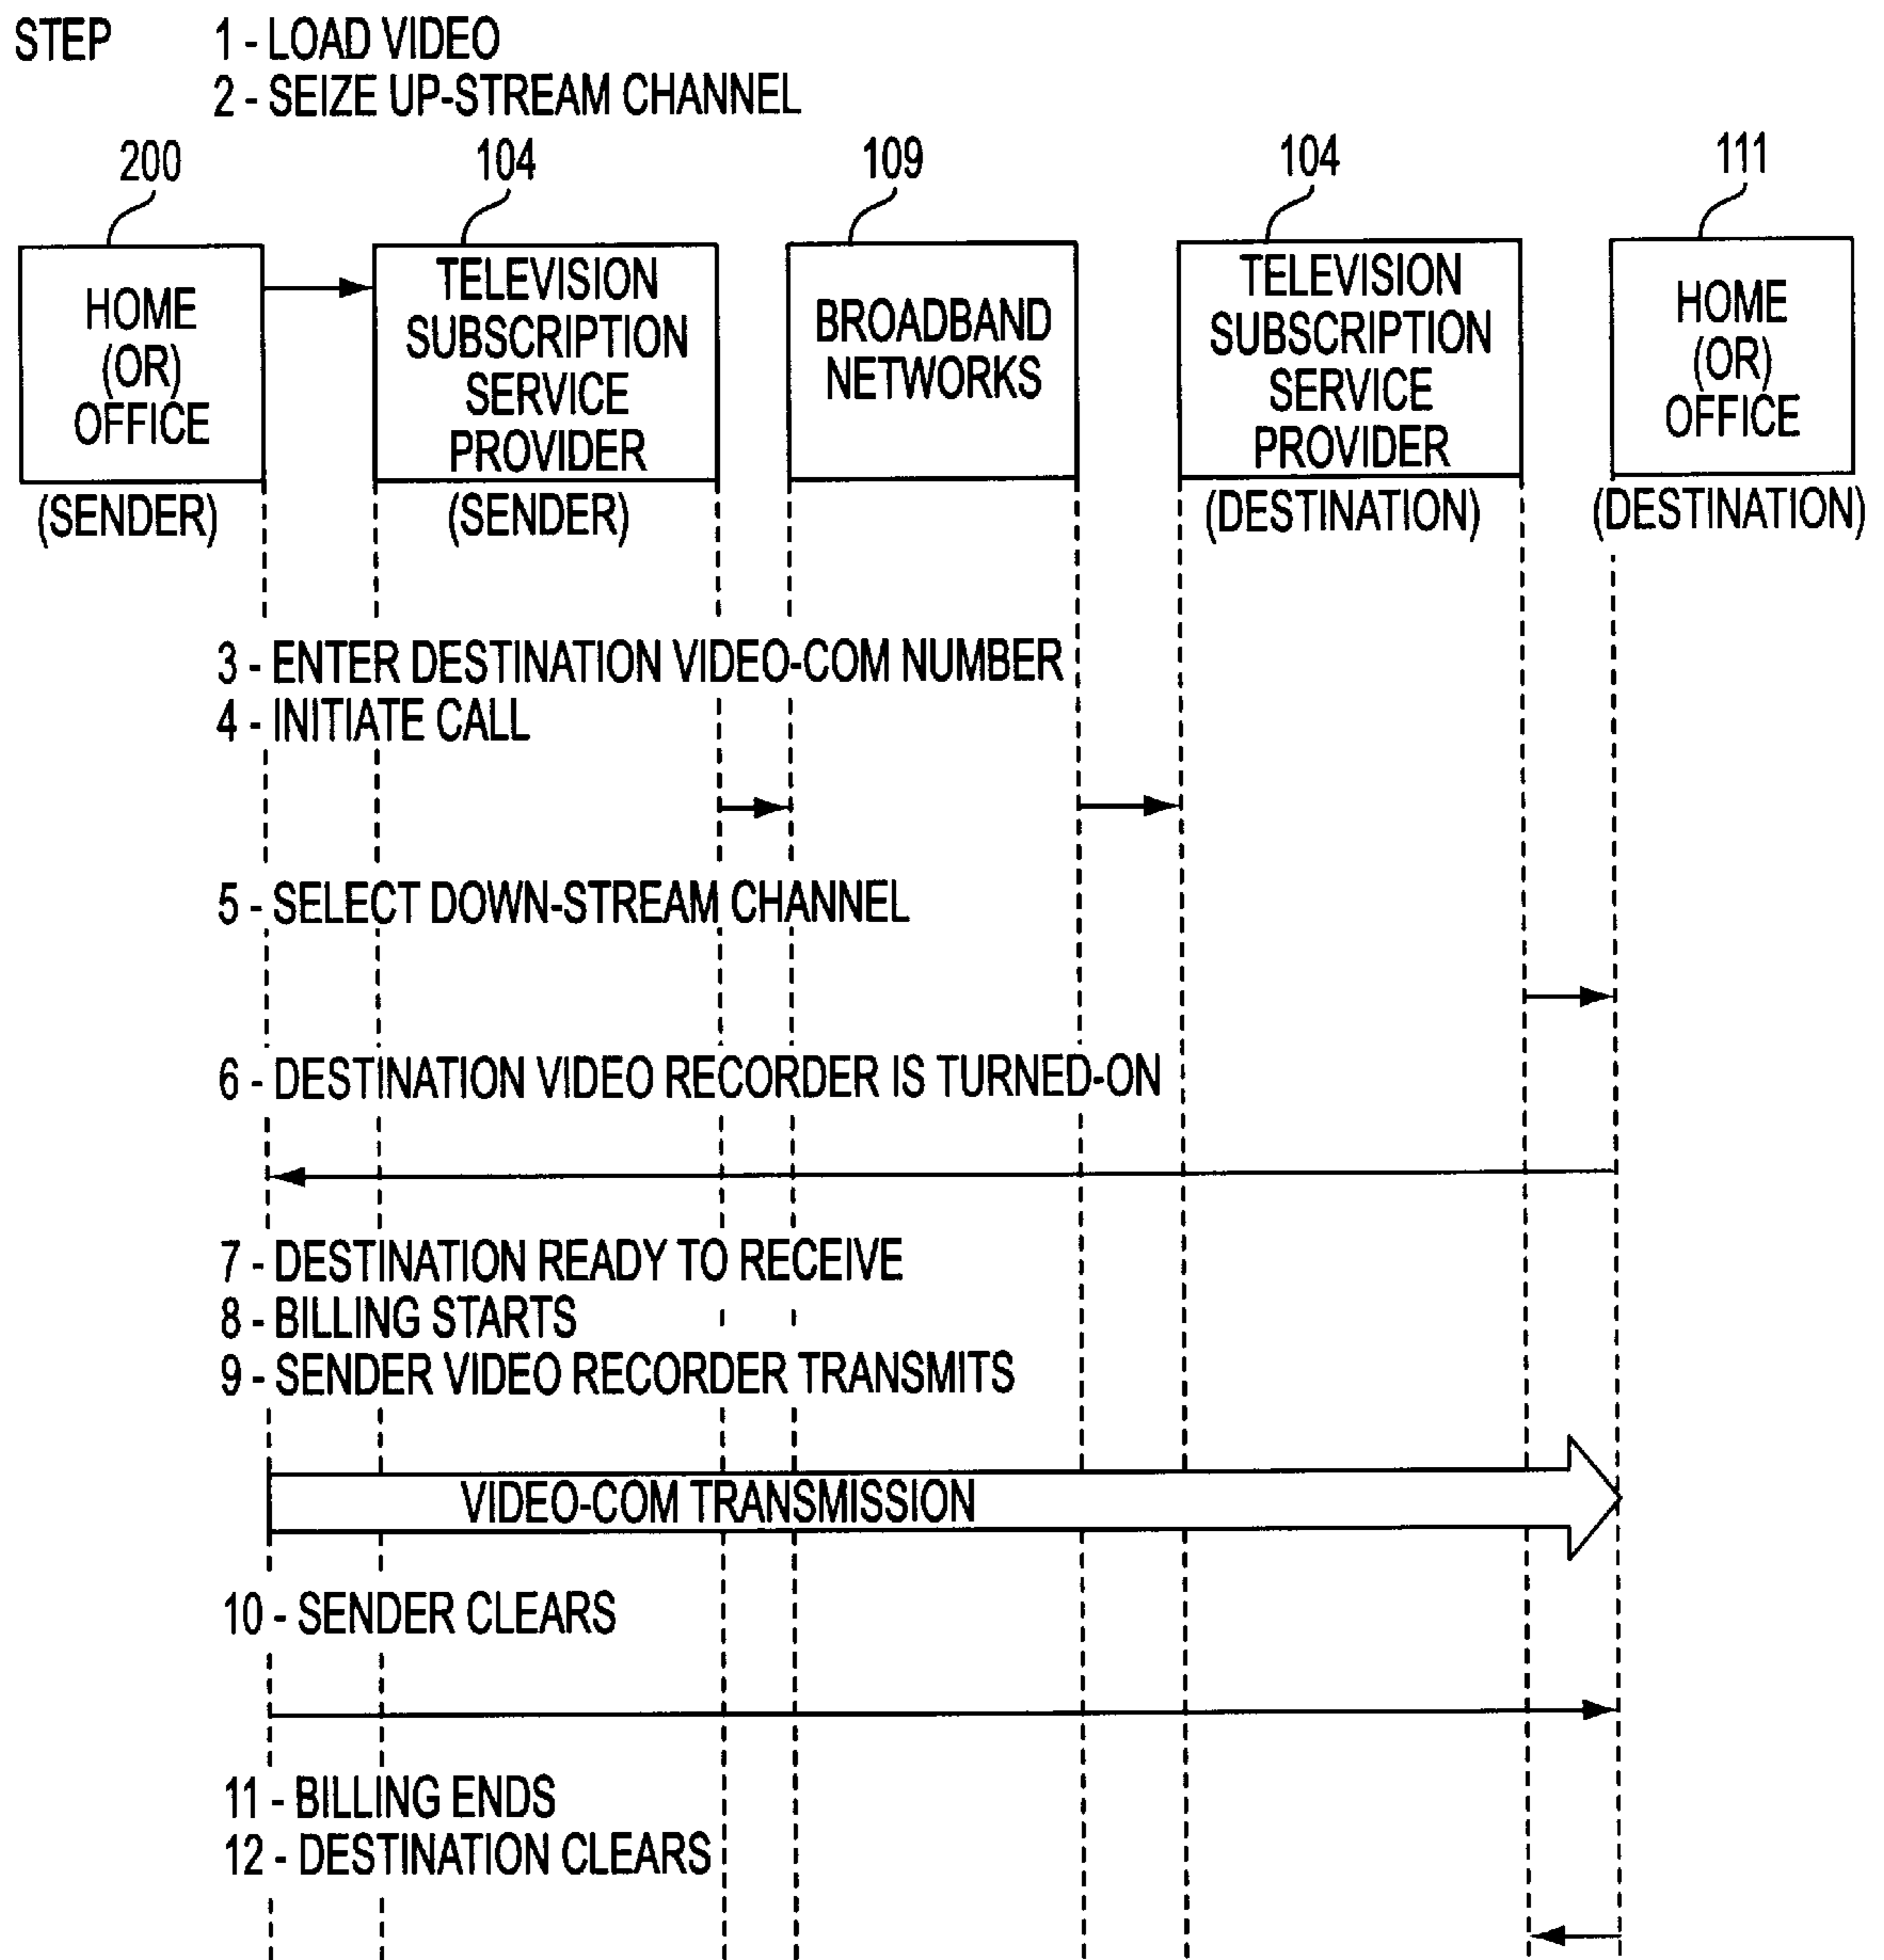 STEP 1 - LOAD VIDEO
2 - SEIZE UP-STREAM CHANNEL
200 104 109 104 111
HOME
(OR)
OFFICE
(SENDER)
TELEVISION
SUBSCRIPTION
SERVICE
PROVIDER
(SENDER)
BROADBAND
NETWORKS
TELEVISION
SUBSCRIPTION
SERVICE
PROVIDER
(DESTINATION)
HOME
(OR)
OFFICE
(DESTINATION)
3 - ENTER DESTINATION VIDEO-COM NUMBER
4 - INITIATE CALL
5 - SELECT DOWN-STREAM CHANNEL
6 - DESTINATION VIDEO RECORDER IS TURNED-ON
7 - DESTINATION READY TO RECEIVE
8 - BILLING STARTS
9 - SENDER VIDEO RECORDER TRANSMITS
VIDEO-COM TRANSMISSION
10 - SENDER CLEARS
11 - BILLING ENDS
12 - DESTINATION CLEARS